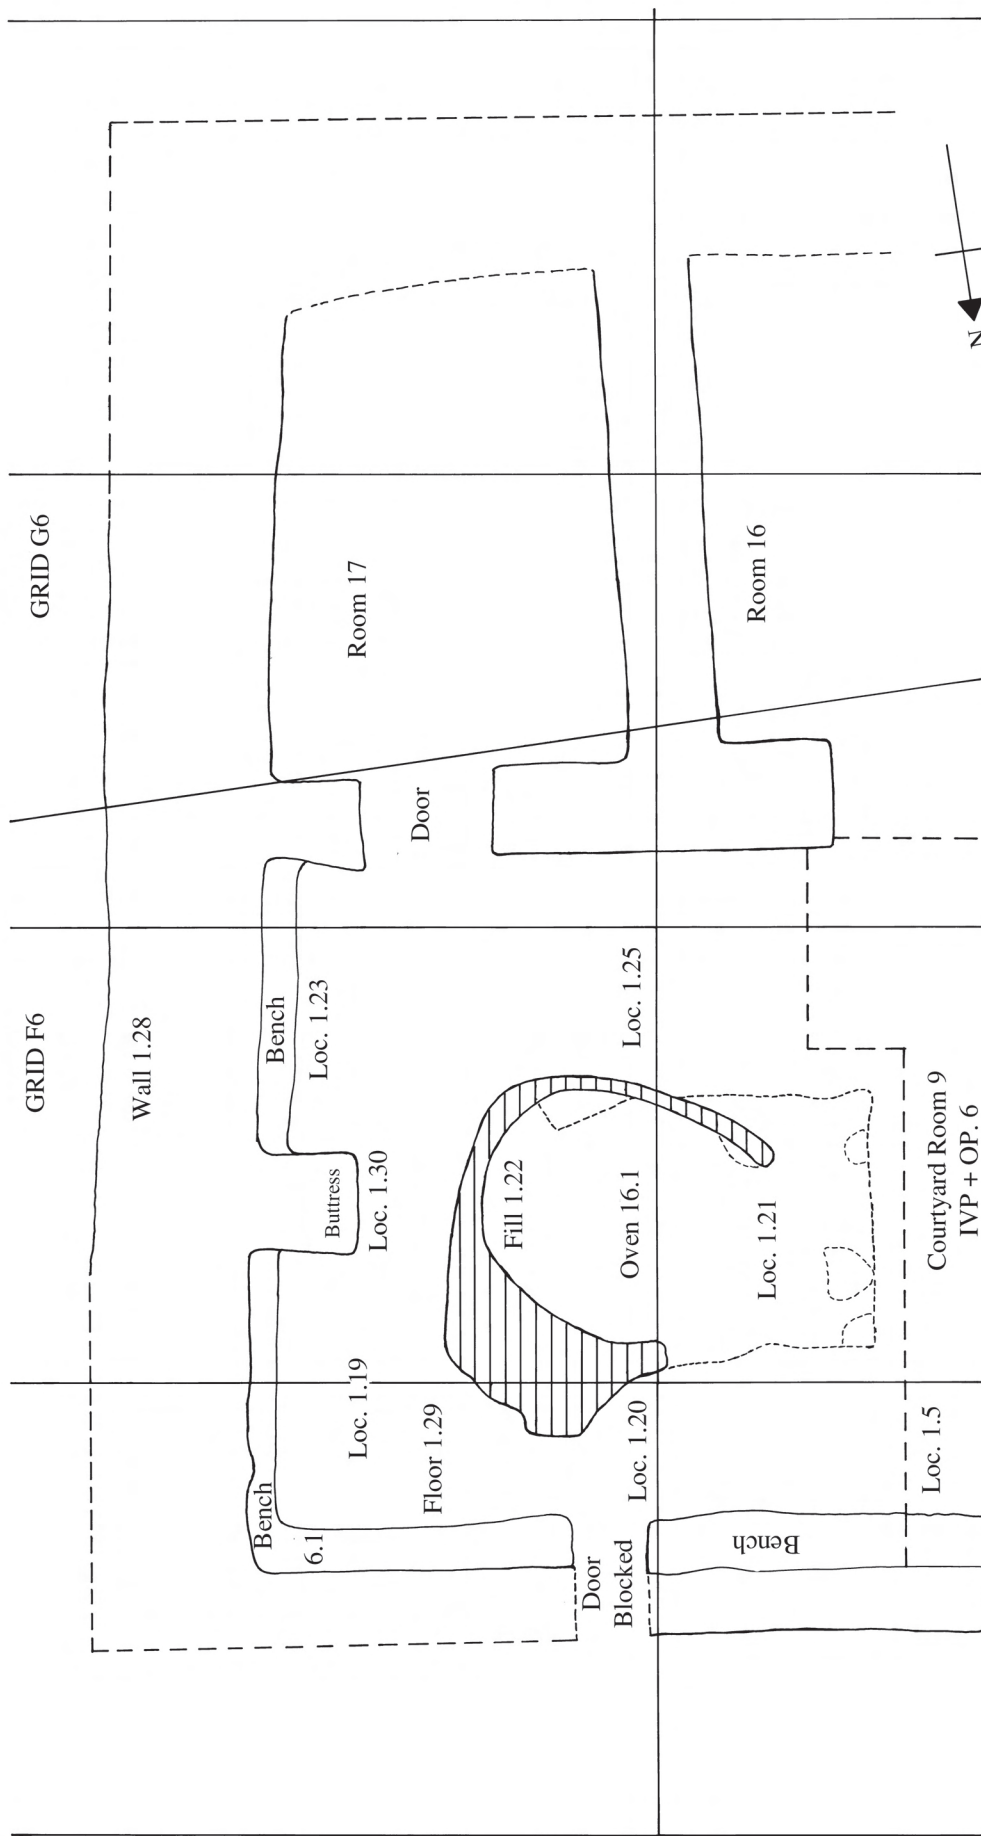 GRID G6
GRID F6
Room 17
Room 16
Door
Wall 1.28
Bench
Loc. 1.23
Loc. 1.25
Buttress
Loc. 1.30
Fill 1.22
Oven 16.1
Loc. 1.21
Courtyard Room 9
IVP + OP. 6
Loc. 1.19
Floor 1.29
Loc. 1.20
Loc. 1.5
Bench
6.1
Door
Blocked
Bench
N